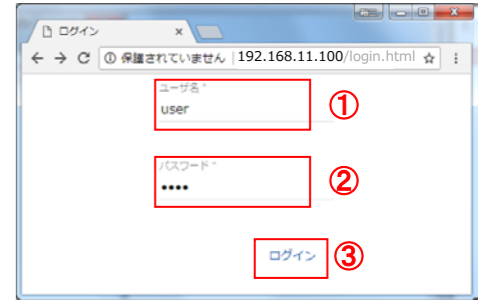 ログイン
保護されていません 192.168.11.100/login.html
ユーザ名 *
user
①
パスワード *
••••
②
ログイン
③